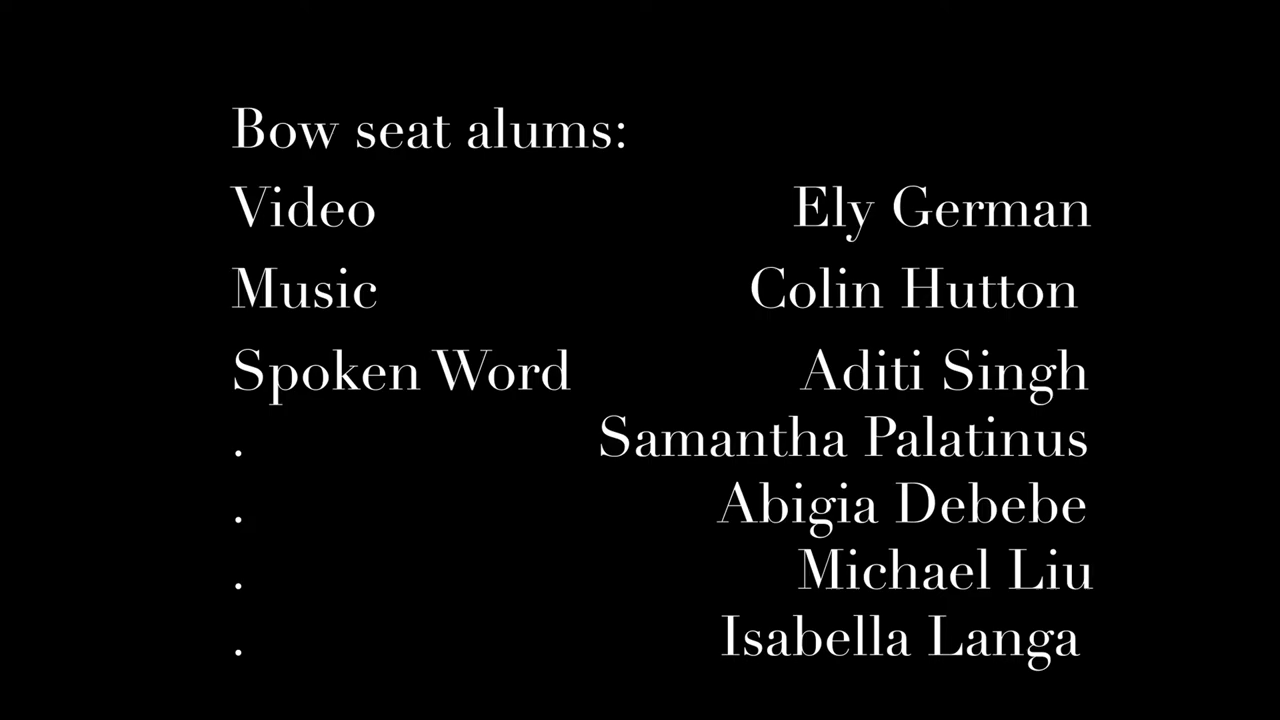 Bow seat alums:
Video Ely German
Music Colin Hutton
Spoken Word Aditi Singh
. Samantha Palatinus
. Abigia Debebe
. Michael Liu
. Isabella Langa